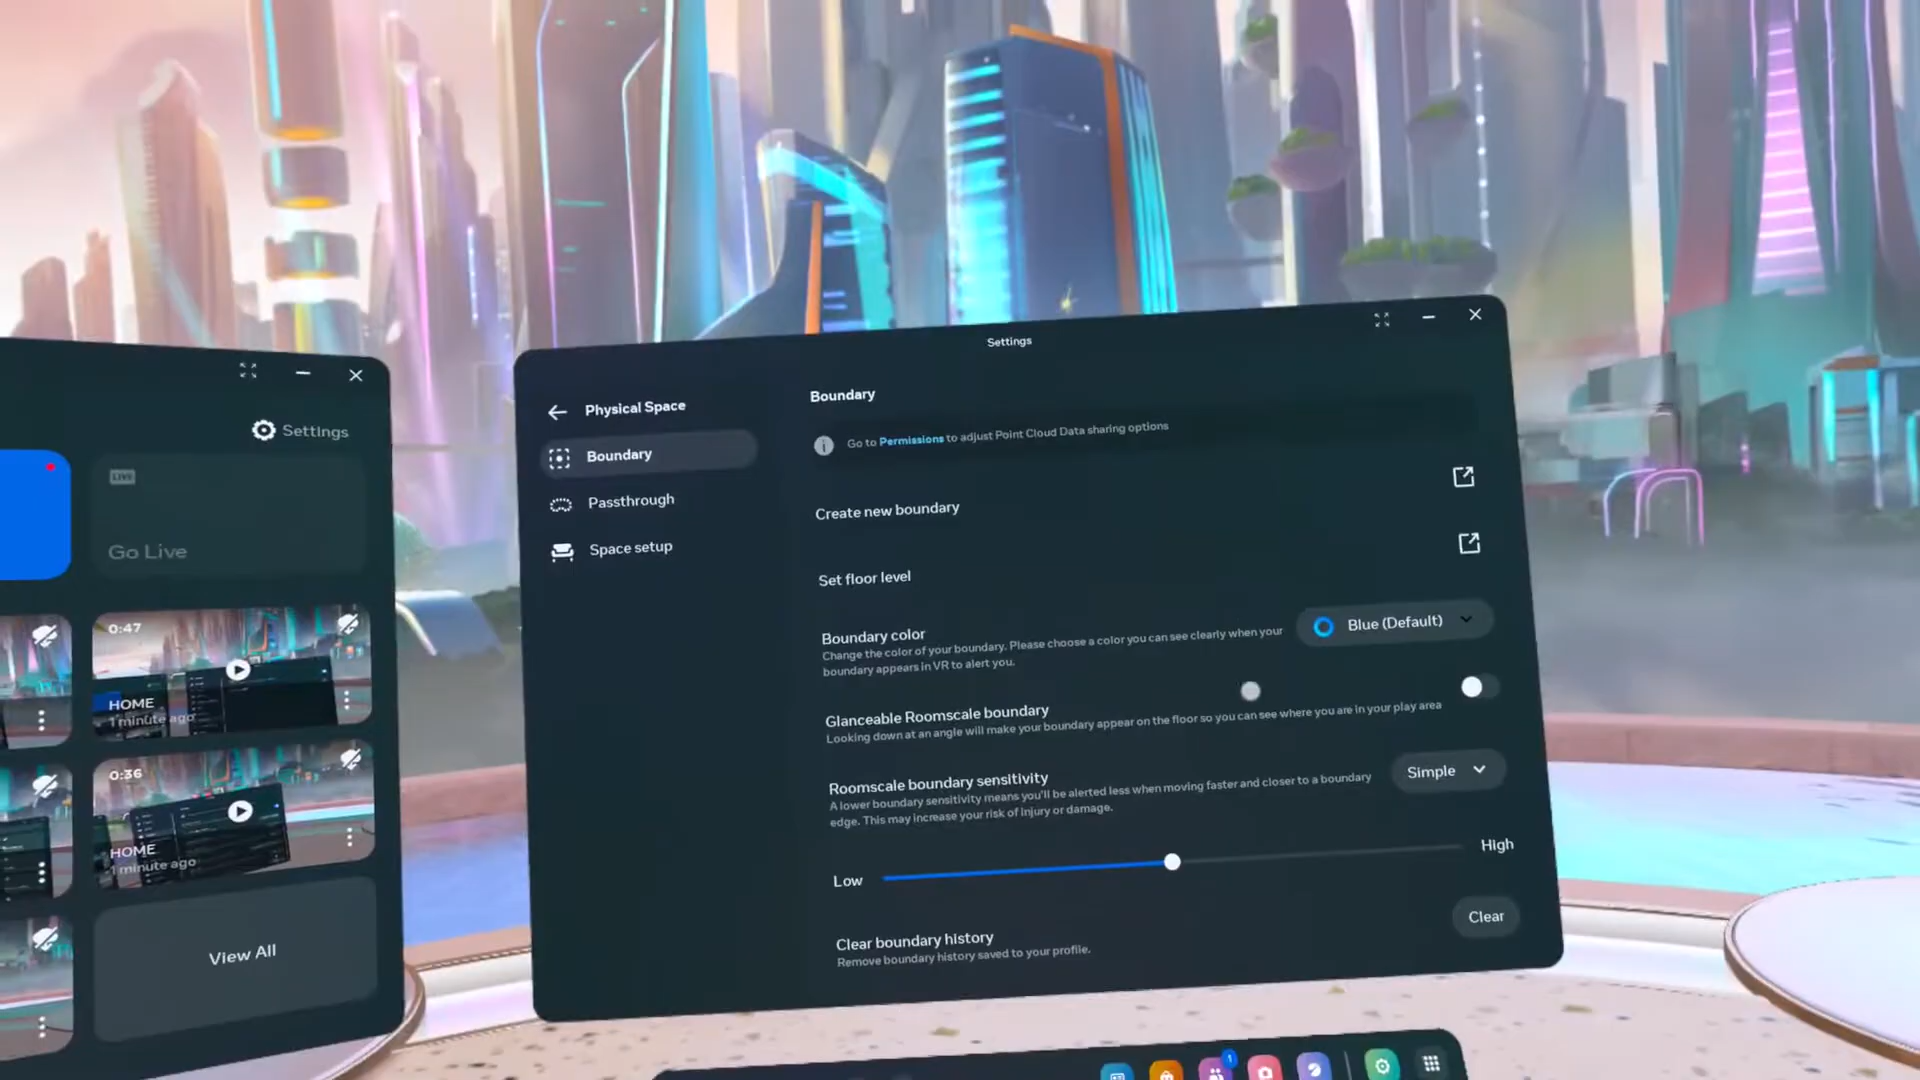 Settings
LIVE
Go Live
0:47
HOME
1 minute ago
0:36
HOME
1 minute ago
View All
Settings
Physical Space
Boundary
Passthrough
Space setup
Boundary
Go to Permissions to adjust Point Cloud Data sharing options
Create new boundary
Set floor level
Boundary color
Change the color of your boundary. Please choose a color you can see clearly when your
boundary appears in VR to alert you.
Blue (Default)
Glanceable Roomscale boundary
Looking down at an angle will make your boundary appear on the floor so you can see where you are in your play area
Roomscale boundary sensitivity
A lower boundary sensitivity means you'll be alerted less when moving faster and closer to a boundary
edge. This may increase your risk of injury or damage.
Simple
Low
High
Clear boundary history
Remove boundary history saved to your profile.
Clear
1